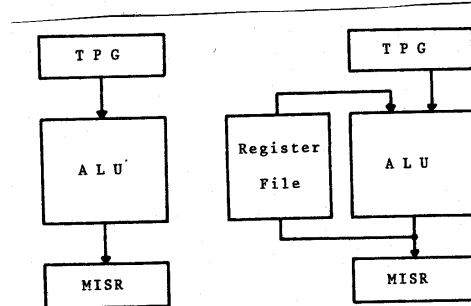 T P G
A L U
MISR
T P G
Register
File
A L U
MISR